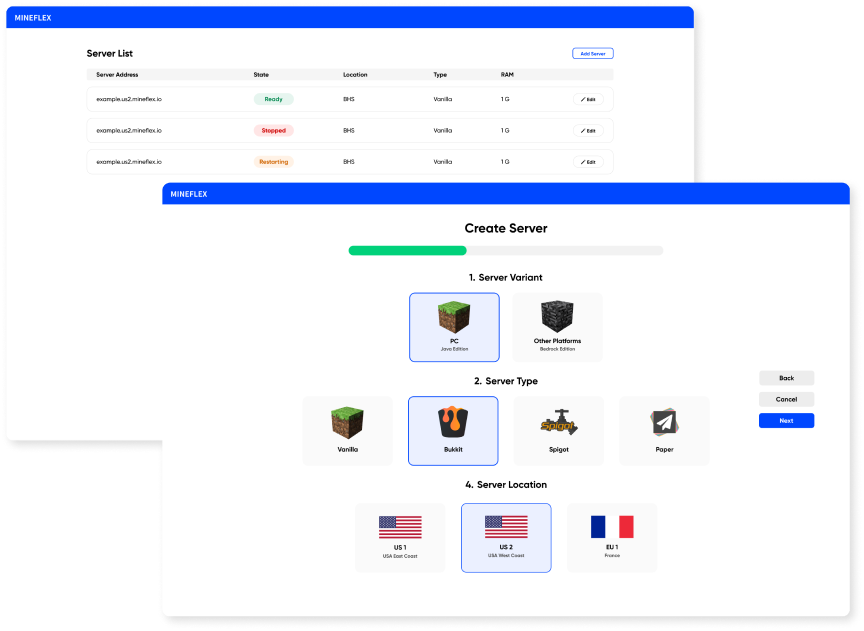 MINEFLEX
Server List
Add Server
Server Address State Location Type RAM
example.us2.mineflex.io Ready BHS Vanilla 1 G Edit
example.us2.mineflex.io Stopped BHS Vanilla 1 G Edit
example.us2.mineflex.io Restarting BHS Vanilla 1 G Edit
MINEFLEX
Create Server
1. Server Variant
PC
Java Edition
Other Platforms
Bedrock Edition
2. Server Type
Vanilla
Bukkit
Spigot
Spigot
Paper
4. Server Location
US 1
USA East Coast
US 2
USA West Coast
EU 1
France
Back
Cancel
Next